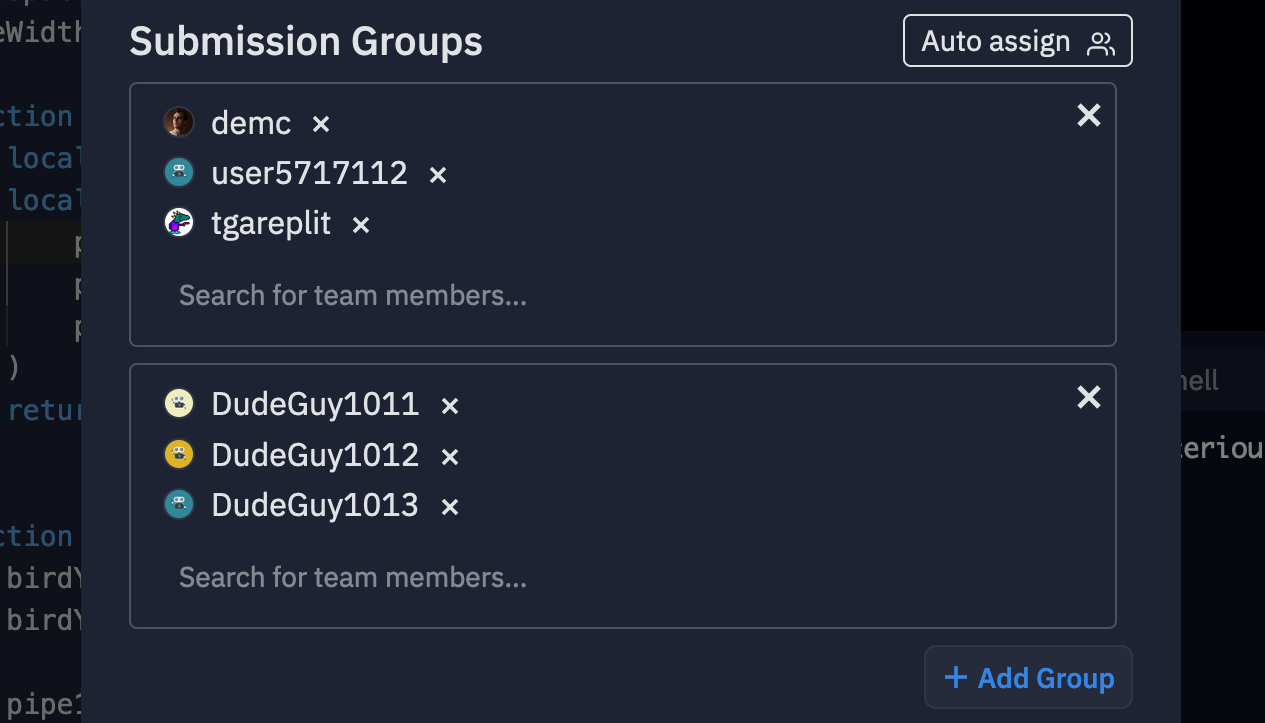 Submission Groups
Auto assign
demc ×
user5717112 ×
tgareplit ×
Search for team members...
DudeGuy1011 ×
DudeGuy1012 ×
DudeGuy1013 ×
Search for team members...
+ Add Group
eWidth
ction
local
local
p
p
p
)
retur
ction
birdY
birdY
pipe1
hell
teriou